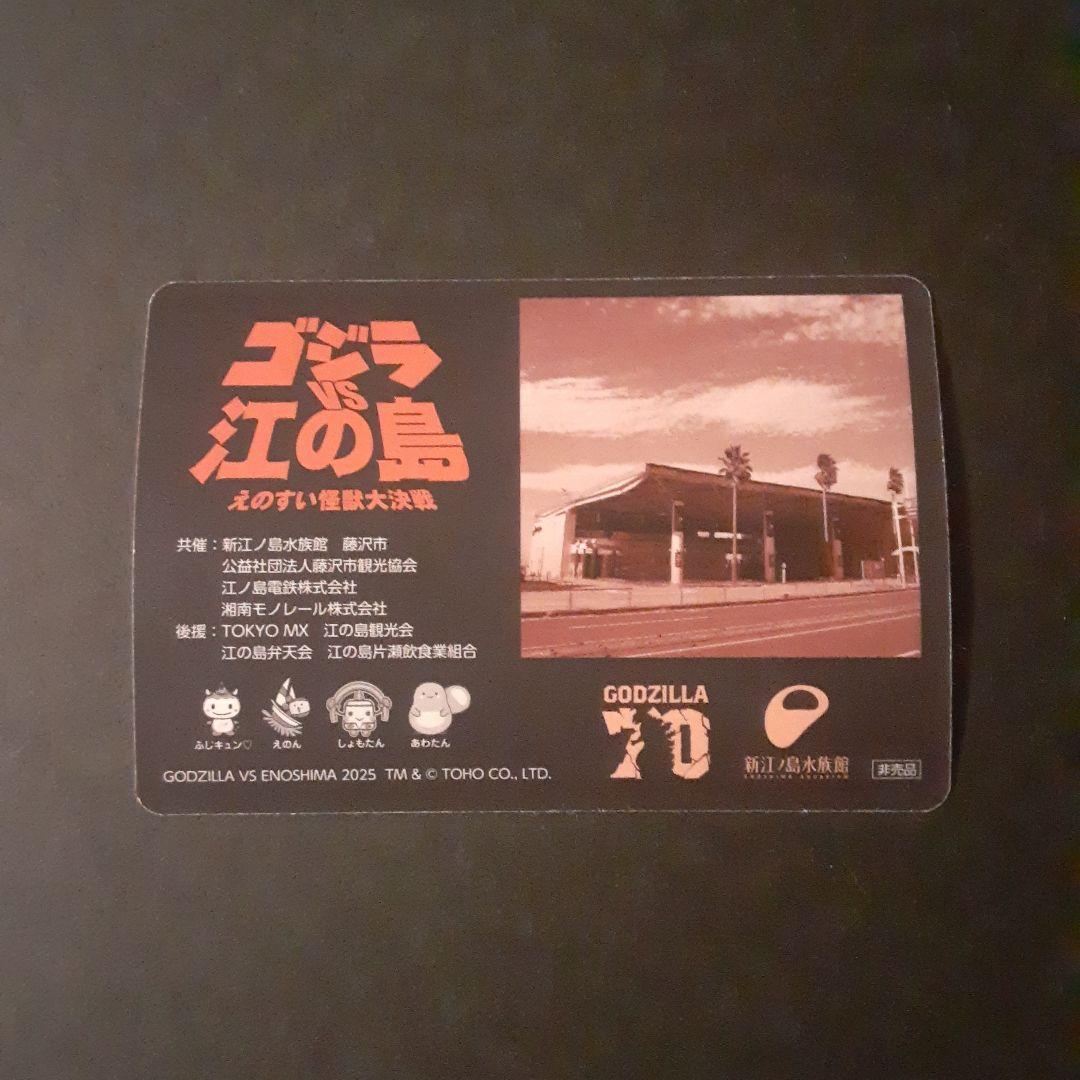 ゴジラ
VS
江の島
えのすい怪獣大決戦
共催：新江ノ島水族館　藤沢市
公益社団法人藤沢市観光協会
江ノ島電鉄株式会社
湘南モノレール株式会社
後援：TOKYO MX　江の島観光会
江の島弁天会　江の島片瀬飲食業組合
ふじキュン♡　えのん　しょもたん　あわたん
GODZILLA VS ENOSHIMA 2025　TM & © TOHO CO., LTD.
GODZILLA
70
新江ノ島水族館
ENOSHIMA AQUARIUM
非売品